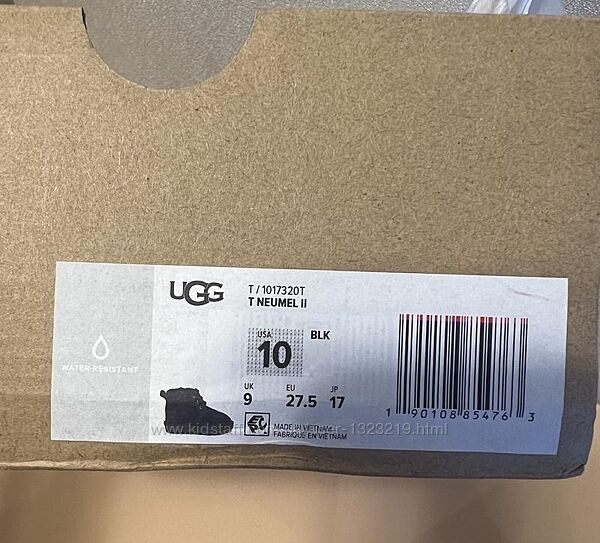 WATER-RESISTANT
UGG
T / 1017320T
T NEUMEL II
USA
10
BLK
UK
9
EU
27.5
JP
17
MADE IN VIETNAM
FABRIQUÉ EN VIETNAM
1 90108 85476 3